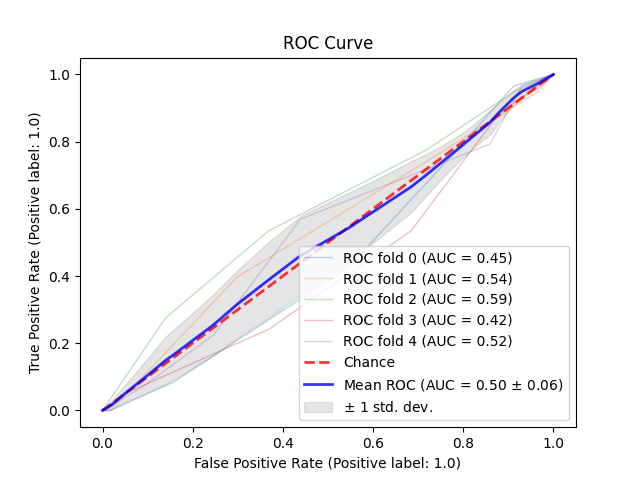 ROC Curve
True Positive Rate (Positive label: 1.0)
1.0
0.8
0.6
0.4
0.2
0.0
ROC fold 0 (AUC = 0.45)
ROC fold 1 (AUC = 0.54)
ROC fold 2 (AUC = 0.59)
ROC fold 3 (AUC = 0.42)
ROC fold 4 (AUC = 0.52)
Chance
Mean ROC (AUC = 0.50 ± 0.06)
± 1 std. dev.
0.0 0.2 0.4 0.6 0.8 1.0
False Positive Rate (Positive label: 1.0)